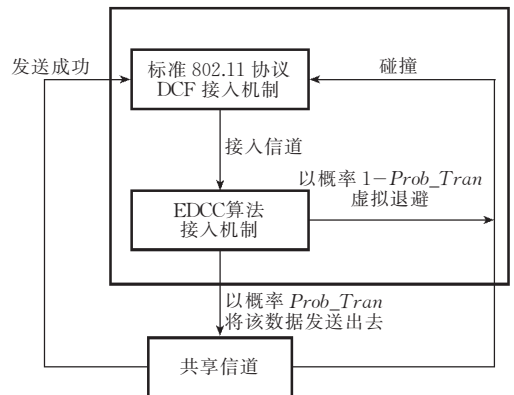 发送成功
标准 802.11 协议
DCF 接入机制
碰撞
接入信道
以概率 1-Prob_Tran
虚拟退避
EDCC算法
接入机制
以概率 Prob_Tran
将该数据发送出去
共享信道